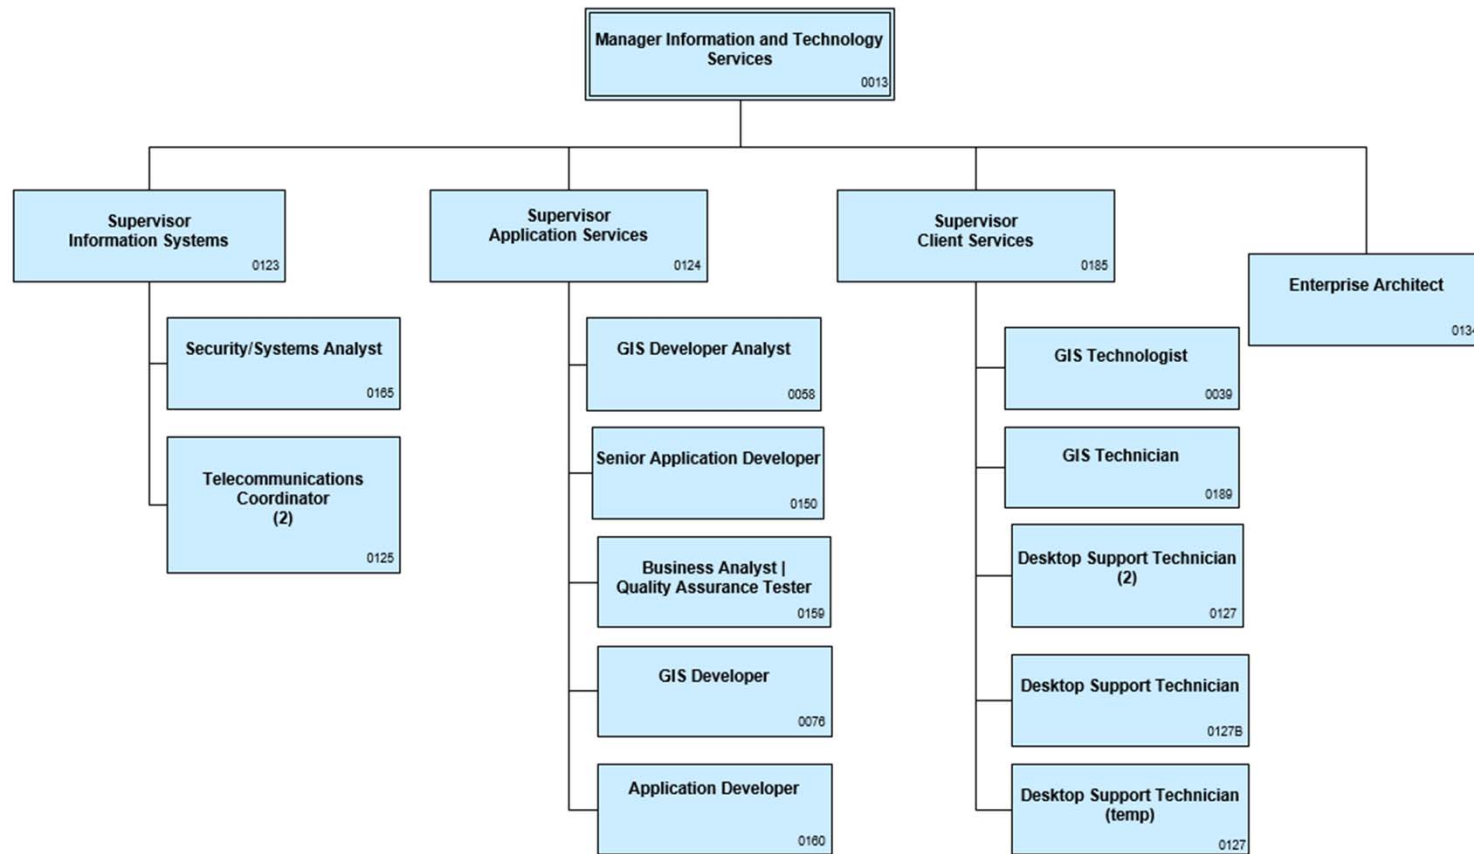 Manager Information and Technology
Services
0013
Supervisor
Information Systems
0123
Supervisor
Application Services
0124
Supervisor
Client Services
0185
Enterprise Architect
0134
Security/Systems Analyst
0165
Telecommunications
Coordinator
(2)
0125
GIS Developer Analyst
0058
Senior Application Developer
0150
Business Analyst |
Quality Assurance Tester
0159
GIS Developer
0076
Application Developer
0160
GIS Technologist
0039
GIS Technician
0189
Desktop Support Technician
(2)
0127
Desktop Support Technician
0127B
Desktop Support Technician
(temp)
0127